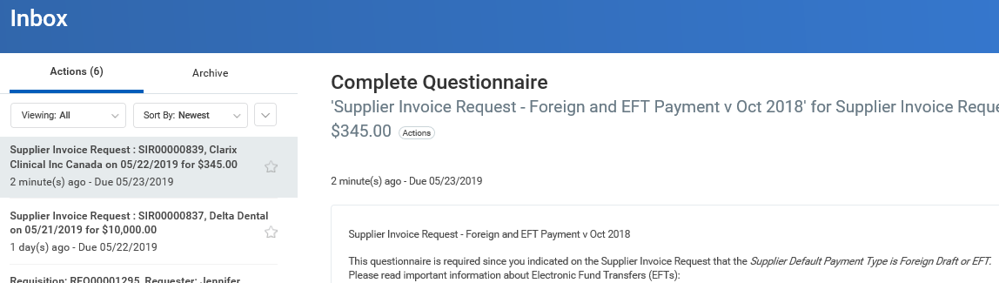 Inbox
Actions (6)
Archive
Viewing: All
Sort By: Newest
Supplier Invoice Request : SIR00000839, Clarix
Clinical Inc Canada on 05/22/2019 for $345.00
2 minute(s) ago - Due 05/23/2019
Supplier Invoice Request : SIR00000837, Delta Dental
on 05/21/2019 for $10,000.00
1 day(s) ago - Due 05/22/2019
Requisition: REQ00001295, Requester: Jennifer
Complete Questionnaire
'Supplier Invoice Request - Foreign and EFT Payment v Oct 2018' for Supplier Invoice Reque
$345.00 Actions
2 minute(s) ago - Due 05/23/2019
Supplier Invoice Request - Foreign and EFT Payment v Oct 2018
This questionnaire is required since you indicated on the Supplier Invoice Request that the Supplier Default Payment Type is Foreign Draft or EFT.
Please read important information about Electronic Fund Transfers (EFTs):